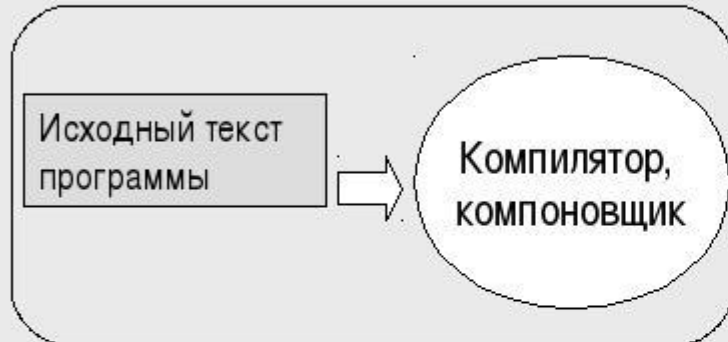 Исходный текст
программы
Компилятор,
компоновщик